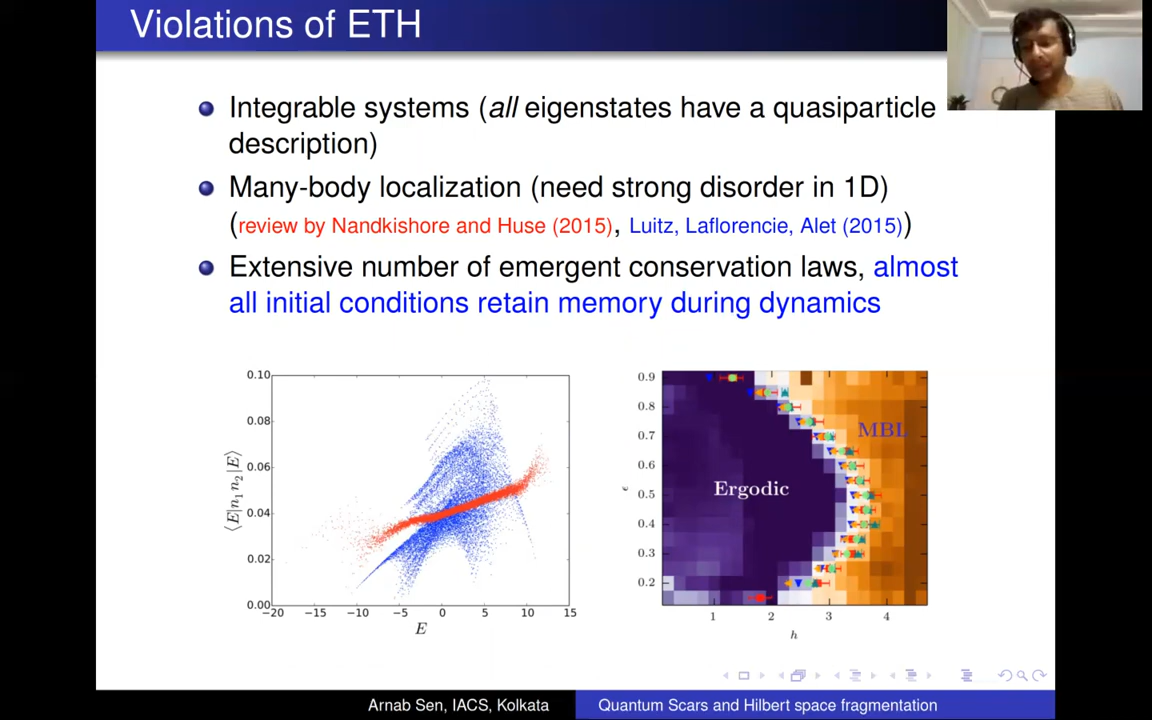 Violations of ETH
Integrable systems (all eigenstates have a quasiparticle
description)
Many-body localization (need strong disorder in 1D)
(review by Nandkishore and Huse (2015), Luitz, Laflorencie, Alet (2015))
Extensive number of emergent conservation laws, almost
all initial conditions retain memory during dynamics
0.10
0.08
0.06
0.04
0.02
0.00
⟨E|n₁ n₂|E⟩
−20 −15 −10 −5 0 5 10 15
E
0.9
0.8
0.7
0.6
0.5
0.4
0.3
0.2
ϵ
MBL
Ergodic
1 2 3 4
h
Arnab Sen, IACS, Kolkata
Quantum Scars and Hilbert space fragmentation